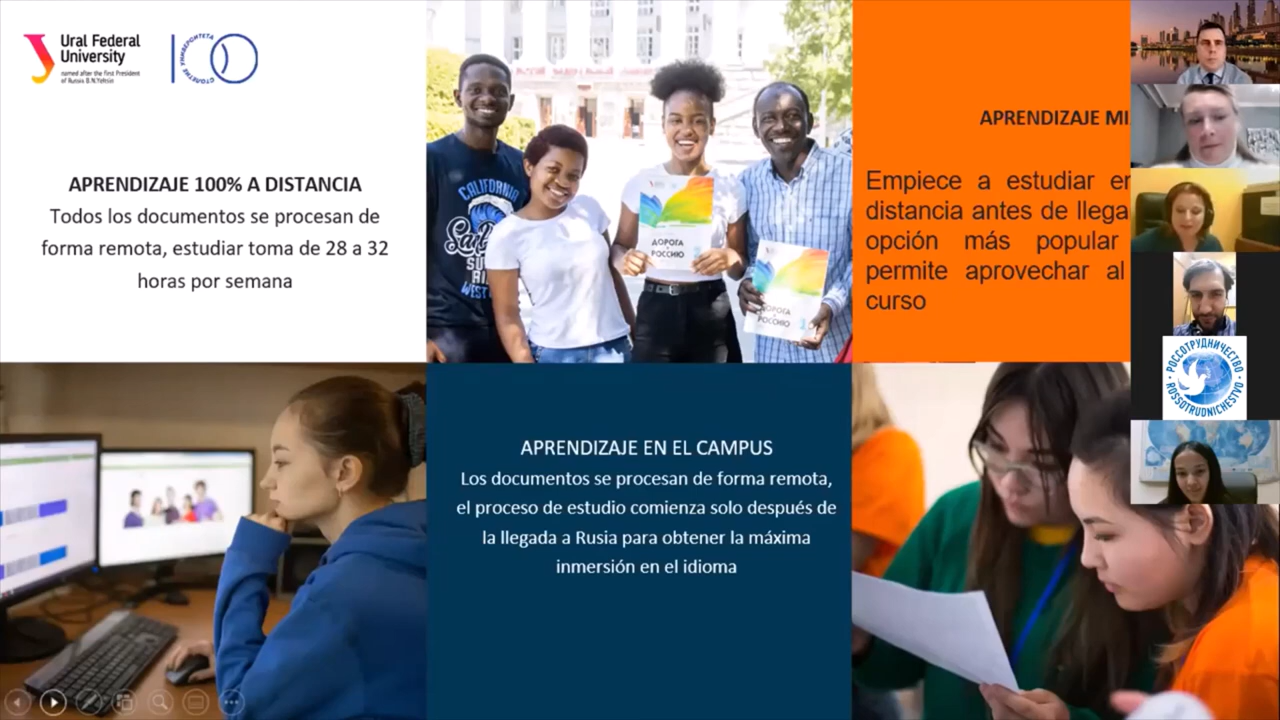 Ural Federal
University
named after the first President
of Russia B.N.Yeltsin
СТОЛЕТИЕ УНИВЕРСИТЕТА
APRENDIZAJE 100% A DISTANCIA
Todos los documentos se procesan de
forma remota, estudiar toma de 28 a 32
horas por semana
CALIFORNIA
ДОРОГА
РОССИЮ
ДОРОГА
РОССИЮ
APRENDIZAJE MI
Empiece a estudiar en
distancia antes de llega
opción más popular
permite aprovechar al
curso
РОССОТРУДНИЧЕСТВО
ROSSOTRUDNICHESTVO
APRENDIZAJE EN EL CAMPUS
Los documentos se procesan de forma remota,
el proceso de estudio comienza solo después de
la llegada a Rusia para obtener la máxima
inmersión en el idioma